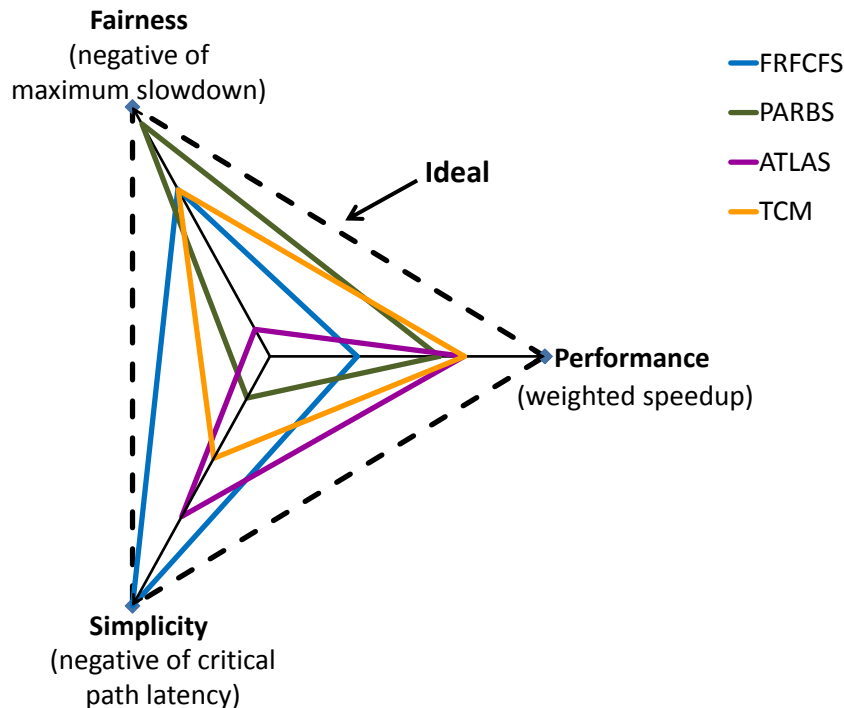 Fairness
(negative of
maximum slowdown)
FRFCFS
PARBS
ATLAS
TCM
Ideal
Performance
(weighted speedup)
Simplicity
(negative of critical
path latency)